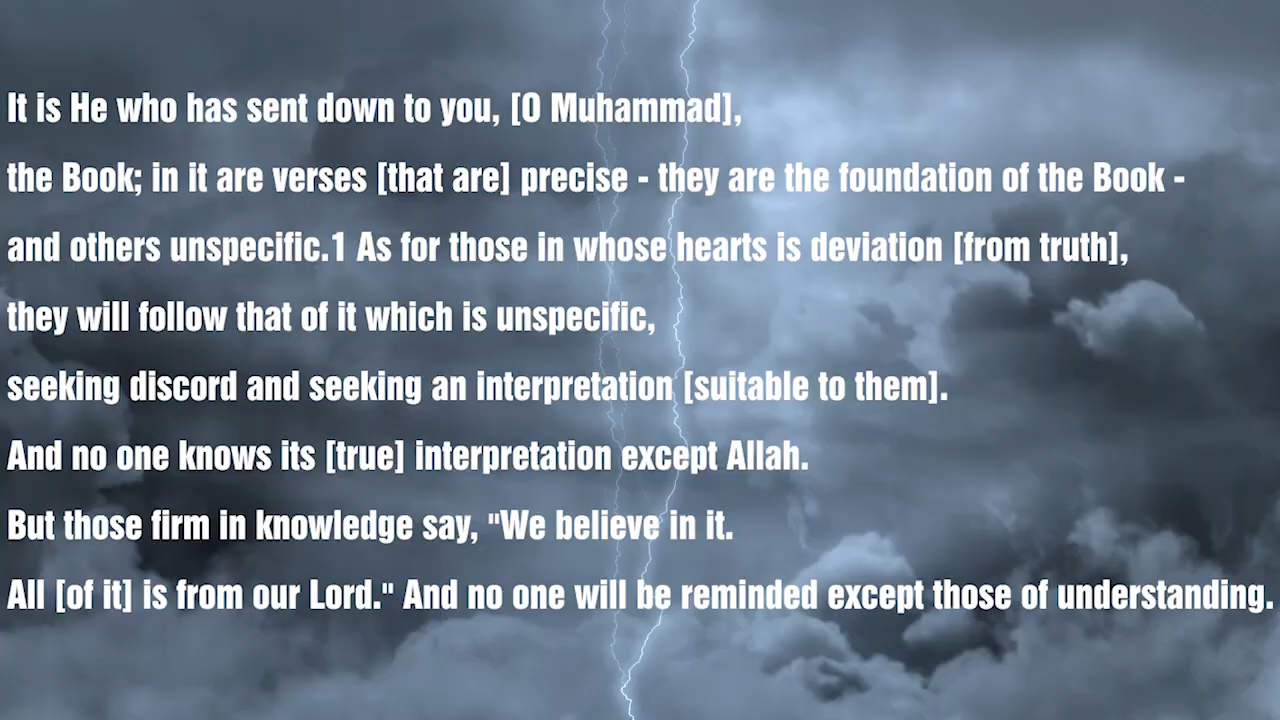 It is He who has sent down to you, [O Muhammad],
the Book; in it are verses [that are] precise - they are the foundation of the Book -
and others unspecific.1 As for those in whose hearts is deviation [from truth],
they will follow that of it which is unspecific,
seeking discord and seeking an interpretation [suitable to them].
And no one knows its [true] interpretation except Allah.
But those firm in knowledge say, "We believe in it.
All [of it] is from our Lord." And no one will be reminded except those of understanding.